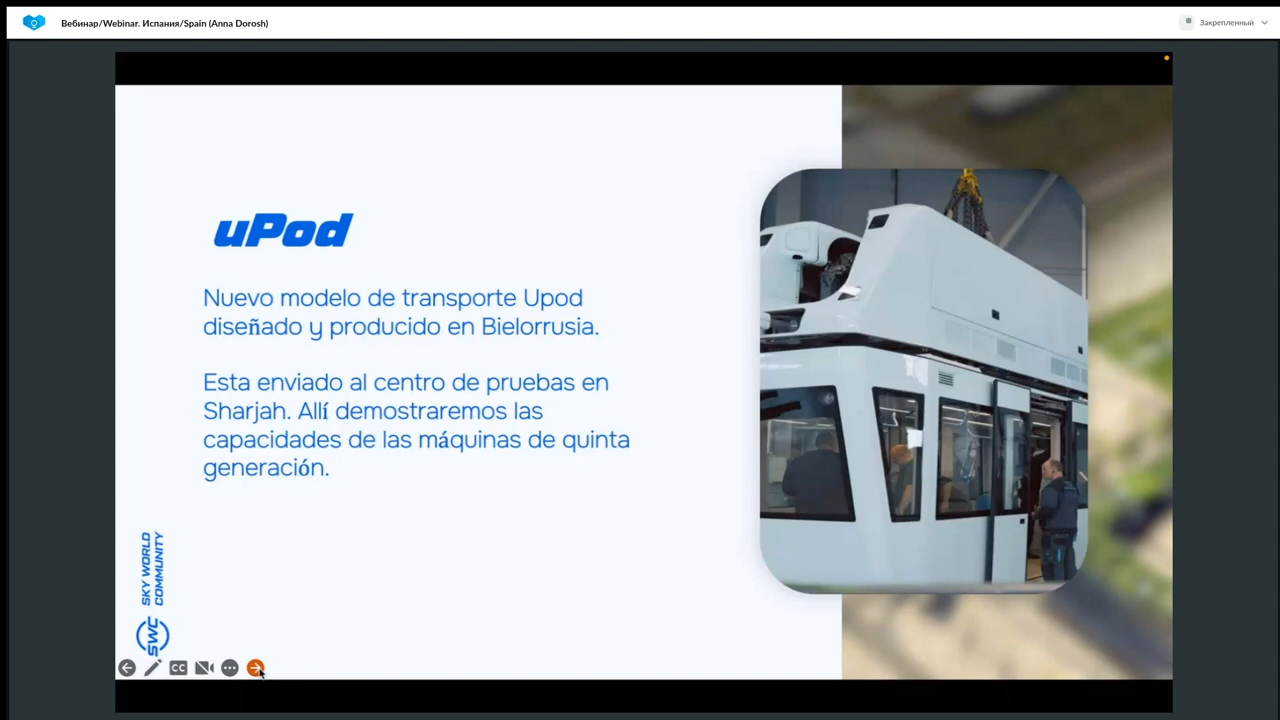 Вебинар/Webinar. Испания/Spain (Anna Dorosh)
Закрепленный
uPod
Nuevo modelo de transporte Upod
diseñado y producido en Bielorrusia.
Esta enviado al centro de pruebas en
Sharjah. Allí demostraremos las
capacidades de las máquinas de quinta
generación.
SKY WORLD
COMMUNITY
SWC
CC